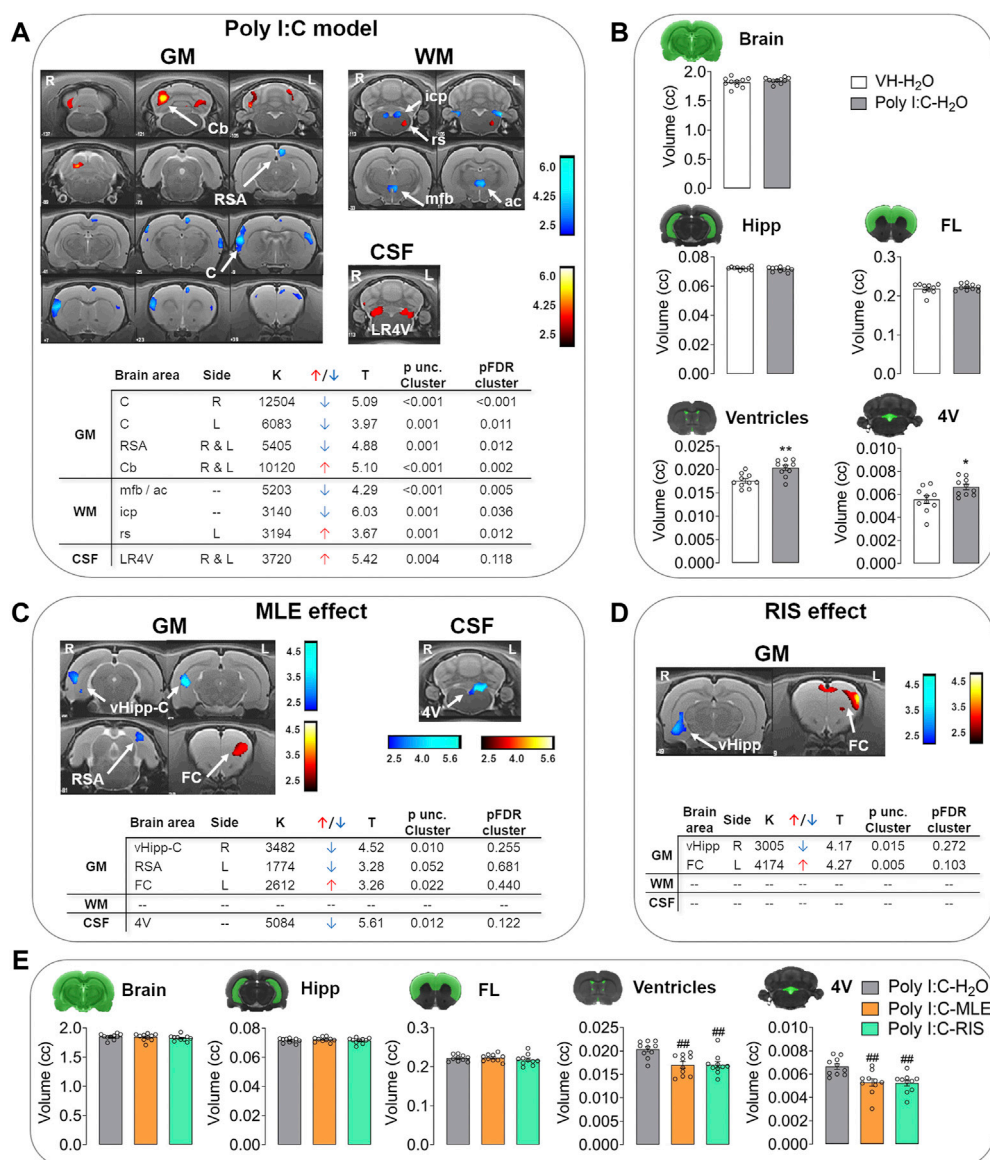 A
Poly I:C model
GM
WM
R
L
R
L
icp
Cb
rs
RSA
mfb
ac
C
6.0
4.25
2.5
CSF
R
L
LR4V
6.0
4.25
2.5
Brain area Side K ↑/↓ T p unc. Cluster pFDR cluster
GM
C R 12504 ↓ 5.09 <0.001 <0.001
C L 6083 ↓ 3.97 0.001 0.011
RSA R & L 5405 ↓ 4.88 0.001 0.012
Cb R & L 10120 ↑ 5.10 <0.001 0.002
WM
mfb / ac -- 5203 ↓ 4.29 <0.001 0.005
icp -- 3140 ↓ 6.03 0.001 0.036
rs L 3194 ↑ 3.67 0.001 0.012
CSF LR4V R & L 3720 ↑ 5.42 0.004 0.118
B
Brain
Volume (cc)
2.0
1.5
1.0
0.5
0.0
VH-H2O
Poly I:C-H2O
Hipp
Volume (cc)
0.08
0.06
0.04
0.02
0.00
FL
Volume (cc)
0.3
0.2
0.1
0.0
Ventricles
Volume (cc)
0.025
0.020
0.015
0.010
0.005
0.000
**
4V
Volume (cc)
0.010
0.008
0.006
0.004
0.002
0.000
*
C
MLE effect
GM
CSF
R
L
vHipp-C
RSA
FC
4.5
3.5
2.5
4.5
3.5
2.5
R
L
4V
2.5 4.0 5.6
2.5 4.0 5.6
Brain area Side K ↑/↓ T p unc. Cluster pFDR cluster
GM
vHipp-C R 3482 ↓ 4.52 0.010 0.255
RSA L 1774 ↓ 3.28 0.052 0.681
FC L 2612 ↑ 3.26 0.022 0.440
WM -- -- -- -- -- -- --
CSF 4V -- 5084 ↓ 5.61 0.012 0.122
D
RIS effect
GM
R
L
vHipp
FC
4.5
3.5
2.5
4.5
3.5
2.5
Brain area Side K ↑/↓ T p unc. Cluster pFDR cluster
GM
vHipp R 3005 ↓ 4.17 0.015 0.272
FC L 4174 ↑ 4.27 0.005 0.103
WM -- -- -- -- -- -- --
CSF -- -- -- -- -- -- --
E
Brain
Volume (cc)
2.0
1.5
1.0
0.5
0.0
Hipp
Volume (cc)
0.08
0.06
0.04
0.02
0.00
FL
Volume (cc)
0.3
0.2
0.1
0.0
Ventricles
Volume (cc)
0.025
0.020
0.015
0.010
0.005
0.000
##
##
4V
Volume (cc)
0.010
0.008
0.006
0.004
0.002
0.000
##
##
Poly I:C-H2O
Poly I:C-MLE
Poly I:C-RIS